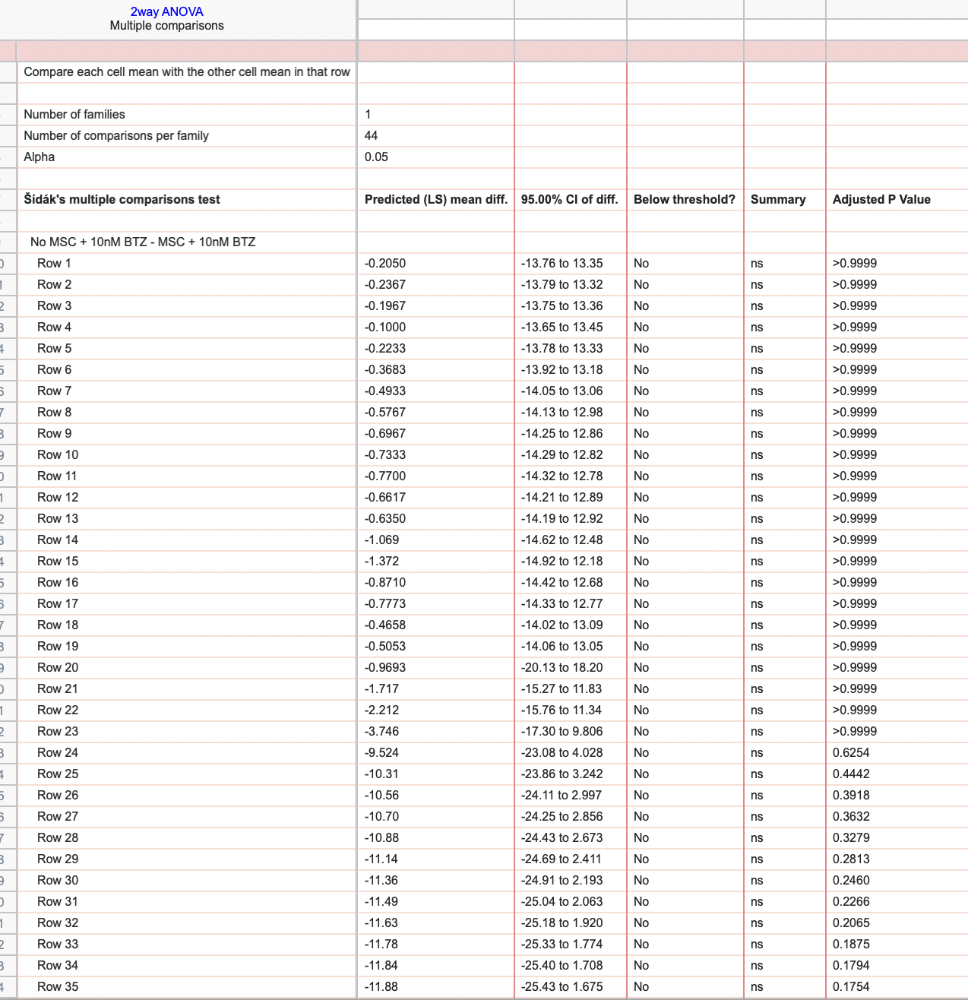 2way ANOVA
Multiple comparisons
Compare each cell mean with the other cell mean in that row
Number of families 1
Number of comparisons per family 44
Alpha 0.05
Šídák's multiple comparisons test Predicted (LS) mean diff. 95.00% CI of diff. Below threshold? Summary Adjusted P Value
No MSC + 10nM BTZ - MSC + 10nM BTZ
Row 1 -0.2050 -13.76 to 13.35 No ns >0.9999
Row 2 -0.2367 -13.79 to 13.32 No ns >0.9999
Row 3 -0.1967 -13.75 to 13.36 No ns >0.9999
Row 4 -0.1000 -13.65 to 13.45 No ns >0.9999
Row 5 -0.2233 -13.78 to 13.33 No ns >0.9999
Row 6 -0.3683 -13.92 to 13.18 No ns >0.9999
Row 7 -0.4933 -14.05 to 13.06 No ns >0.9999
Row 8 -0.5767 -14.13 to 12.98 No ns >0.9999
Row 9 -0.6967 -14.25 to 12.86 No ns >0.9999
Row 10 -0.7333 -14.29 to 12.82 No ns >0.9999
Row 11 -0.7700 -14.32 to 12.78 No ns >0.9999
Row 12 -0.6617 -14.21 to 12.89 No ns >0.9999
Row 13 -0.6350 -14.19 to 12.92 No ns >0.9999
Row 14 -1.069 -14.62 to 12.48 No ns >0.9999
Row 15 -1.372 -14.92 to 12.18 No ns >0.9999
Row 16 -0.8710 -14.42 to 12.68 No ns >0.9999
Row 17 -0.7773 -14.33 to 12.77 No ns >0.9999
Row 18 -0.4658 -14.02 to 13.09 No ns >0.9999
Row 19 -0.5053 -14.06 to 13.05 No ns >0.9999
Row 20 -0.9693 -20.13 to 18.20 No ns >0.9999
Row 21 -1.717 -15.27 to 11.83 No ns >0.9999
Row 22 -2.212 -15.76 to 11.34 No ns >0.9999
Row 23 -3.746 -17.30 to 9.806 No ns >0.9999
Row 24 -9.524 -23.08 to 4.028 No ns 0.6254
Row 25 -10.31 -23.86 to 3.242 No ns 0.4442
Row 26 -10.56 -24.11 to 2.997 No ns 0.3918
Row 27 -10.70 -24.25 to 2.856 No ns 0.3632
Row 28 -10.88 -24.43 to 2.673 No ns 0.3279
Row 29 -11.14 -24.69 to 2.411 No ns 0.2813
Row 30 -11.36 -24.91 to 2.193 No ns 0.2460
Row 31 -11.49 -25.04 to 2.063 No ns 0.2266
Row 32 -11.63 -25.18 to 1.920 No ns 0.2065
Row 33 -11.78 -25.33 to 1.774 No ns 0.1875
Row 34 -11.84 -25.40 to 1.708 No ns 0.1794
Row 35 -11.88 -25.43 to 1.675 No ns 0.1754